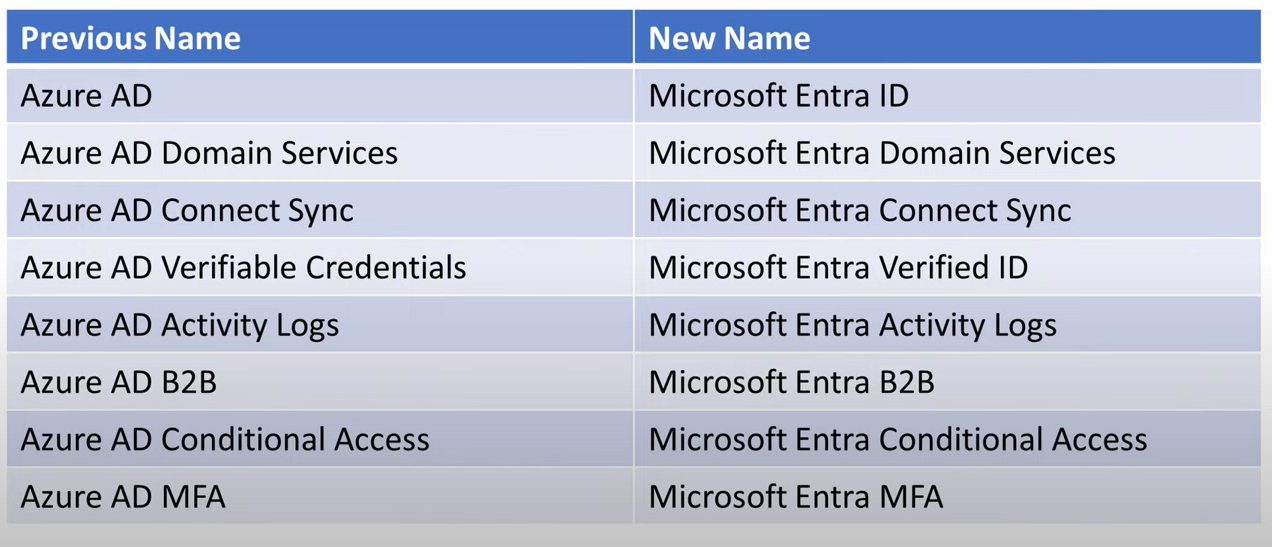 Previous Name New Name
Azure AD Microsoft Entra ID
Azure AD Domain Services Microsoft Entra Domain Services
Azure AD Connect Sync Microsoft Entra Connect Sync
Azure AD Verifiable Credentials Microsoft Entra Verified ID
Azure AD Activity Logs Microsoft Entra Activity Logs
Azure AD B2B Microsoft Entra B2B
Azure AD Conditional Access Microsoft Entra Conditional Access
Azure AD MFA Microsoft Entra MFA